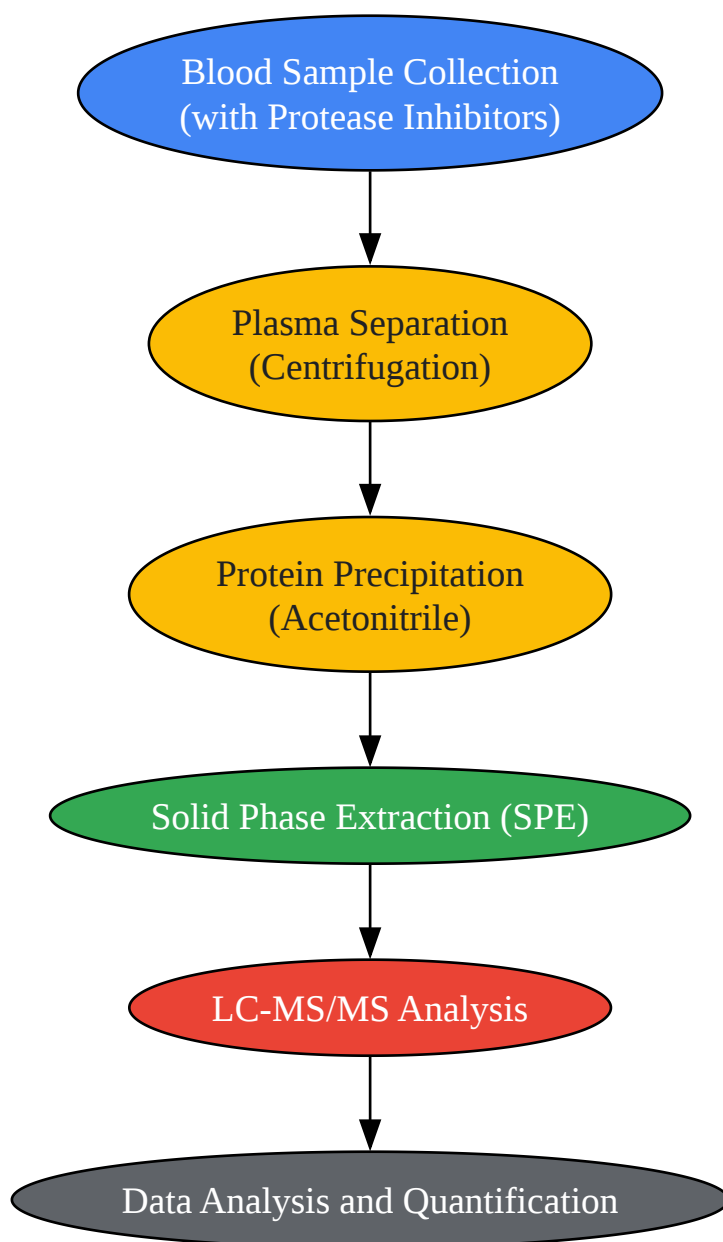 Blood Sample Collection
(with Protease Inhibitors)
Plasma Separation
(Centrifugation)
Protein Precipitation
(Acetonitrile)
Solid Phase Extraction (SPE)
LC-MS/MS Analysis
Data Analysis and Quantification